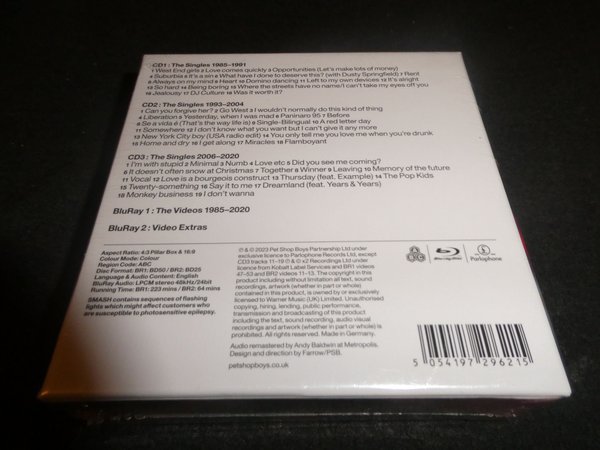 CD1: The Singles 1985–1991
1 West End girls 2 Love comes quickly 3 Opportunities (Let's make lots of money)
4 Suburbia 5 It's a sin 6 What have I done to deserve this? (with Dusty Springfield) 7 Rent
8 Always on my mind 9 Heart 10 Domino dancing 11 Left to my own devices 12 It's alright
13 So hard 14 Being boring 15 Where the streets have no name/I can't take my eyes off you
16 Jealousy 17 DJ Culture 18 Was it worth it?
CD2: The Singles 1993–2004
1 Can you forgive her? 2 Go West 3 I wouldn't normally do this kind of thing
4 Liberation 5 Yesterday, when I was mad 6 Paninaro 95 7 Before
8 Se a vida é (That's the way life is) 9 Single-Bilingual 10 A red letter day
11 Somewhere 12 I don't know what you want but I can't give it any more
13 New York City boy (USA radio edit) 14 You only tell me you love me when you're drunk
15 Home and dry 16 I get along 17 Miracles 18 Flamboyant
CD3: The Singles 2006–2020
1 I'm with stupid 2 Minimal 3 Numb 4 Love etc 5 Did you see me coming?
6 It doesn't often snow at Christmas 7 Together 8 Winner 9 Leaving 10 Memory of the future
11 Vocal 12 Love is a bourgeois construct 13 Thursday (feat. Example) 14 The Pop Kids
15 Twenty-something 16 Say it to me 17 Dreamland (feat. Years & Years)
18 Monkey business 19 I don't wanna
BluRay 1: The Videos 1985–2020
BluRay 2: Video Extras
Aspect Ratio: 4:3 Pillar Box & 16:9
Colour Mode: Colour
Region Code: ABC
Disc Format: BR1: BD50 / BR2: BD25
Language & Audio Content: English
BluRay Audio: LPCM stereo 48kHz/24bit
Running Time: BR1: 223 mins / BR2: 64 mins
SMASH contains sequences of flashing
lights which might affect customers who
are susceptible to photosensitive epilepsy.
℗ & © 2023 Pet Shop Boys Partnership Ltd under
exclusive licence to Parlophone Records Ltd, except
CD3 tracks 11–19 ℗ & © x2 Recordings Ltd under
licence from Kobalt Label Services and BR1 videos
47–53 and BR2 videos 11–13. The copyright in this
product including without limitation all text, sound
recordings, artwork (whether in part or whole)
contained in this product, is owned by or exclusively
licensed to Warner Music (UK) Limited. Unauthorised
copying, hiring, lending, public performance,
transmission and broadcasting of this product
including the text, sound recording, audio visual
recording and artwork (whether in part or whole) is
prohibited. All rights reserved. Made in Germany.
Audio remastered by Andy Baldwin at Metropolis.
Design and direction by Farrow/PSB.
petshopboys.co.uk
Parlophone
5 054197 296215